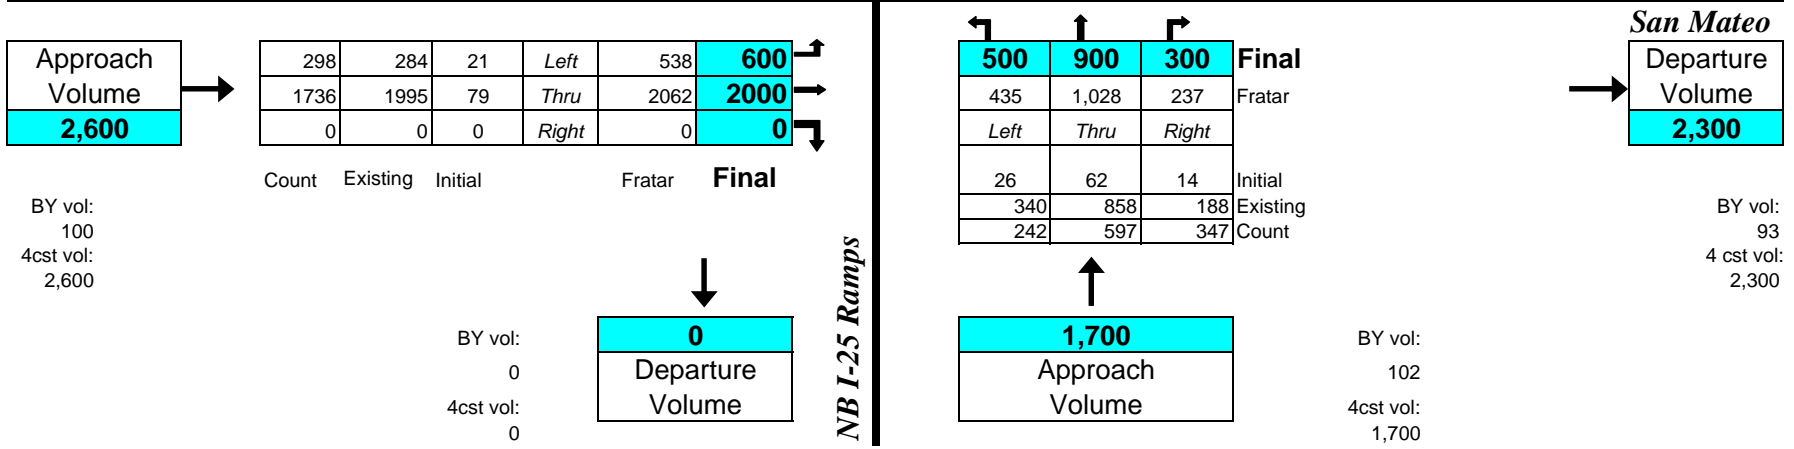 San Mateo
Approach
Volume
2,600
298 284 21 Left 538 600
1736 1995 79 Thru 2062 2000
0 0 0 Right 0 0
Count Existing Initial Fratar Final
BY vol:
100
4cst vol:
2,600
BY vol:
0
4cst vol:
0
0
Departure
Volume
NB I-25 Ramps
500 900 300 Final
435 1,028 237 Fratar
Left Thru Right
26 62 14 Initial
340 858 188 Existing
242 597 347 Count
1,700
Approach
Volume
BY vol:
102
4cst vol:
1,700
Departure
Volume
2,300
BY vol:
93
4 cst vol:
2,300